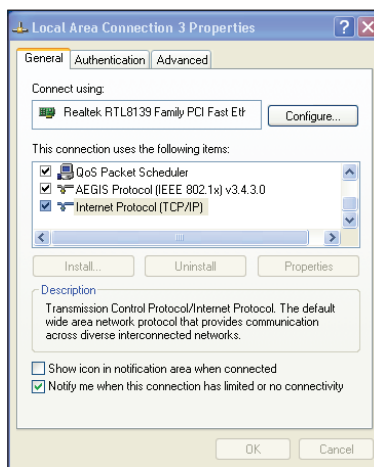 Local Area Connection 3 Properties
General Authentication Advanced
Connect using:
Realtek RTL8139 Family PCI Fast Eth
Configure...
This connection uses the following items:
QoS Packet Scheduler
AEGIS Protocol (IEEE 802.1x) v3.4.3.0
Internet Protocol (TCP/IP)
Install... Uninstall Properties
Description
Transmission Control Protocol/Internet Protocol. The default
wide area network protocol that provides communication
across diverse interconnected networks.
Show icon in notification area when connected
Notify me when this connection has limited or no connectivity
OK Cancel